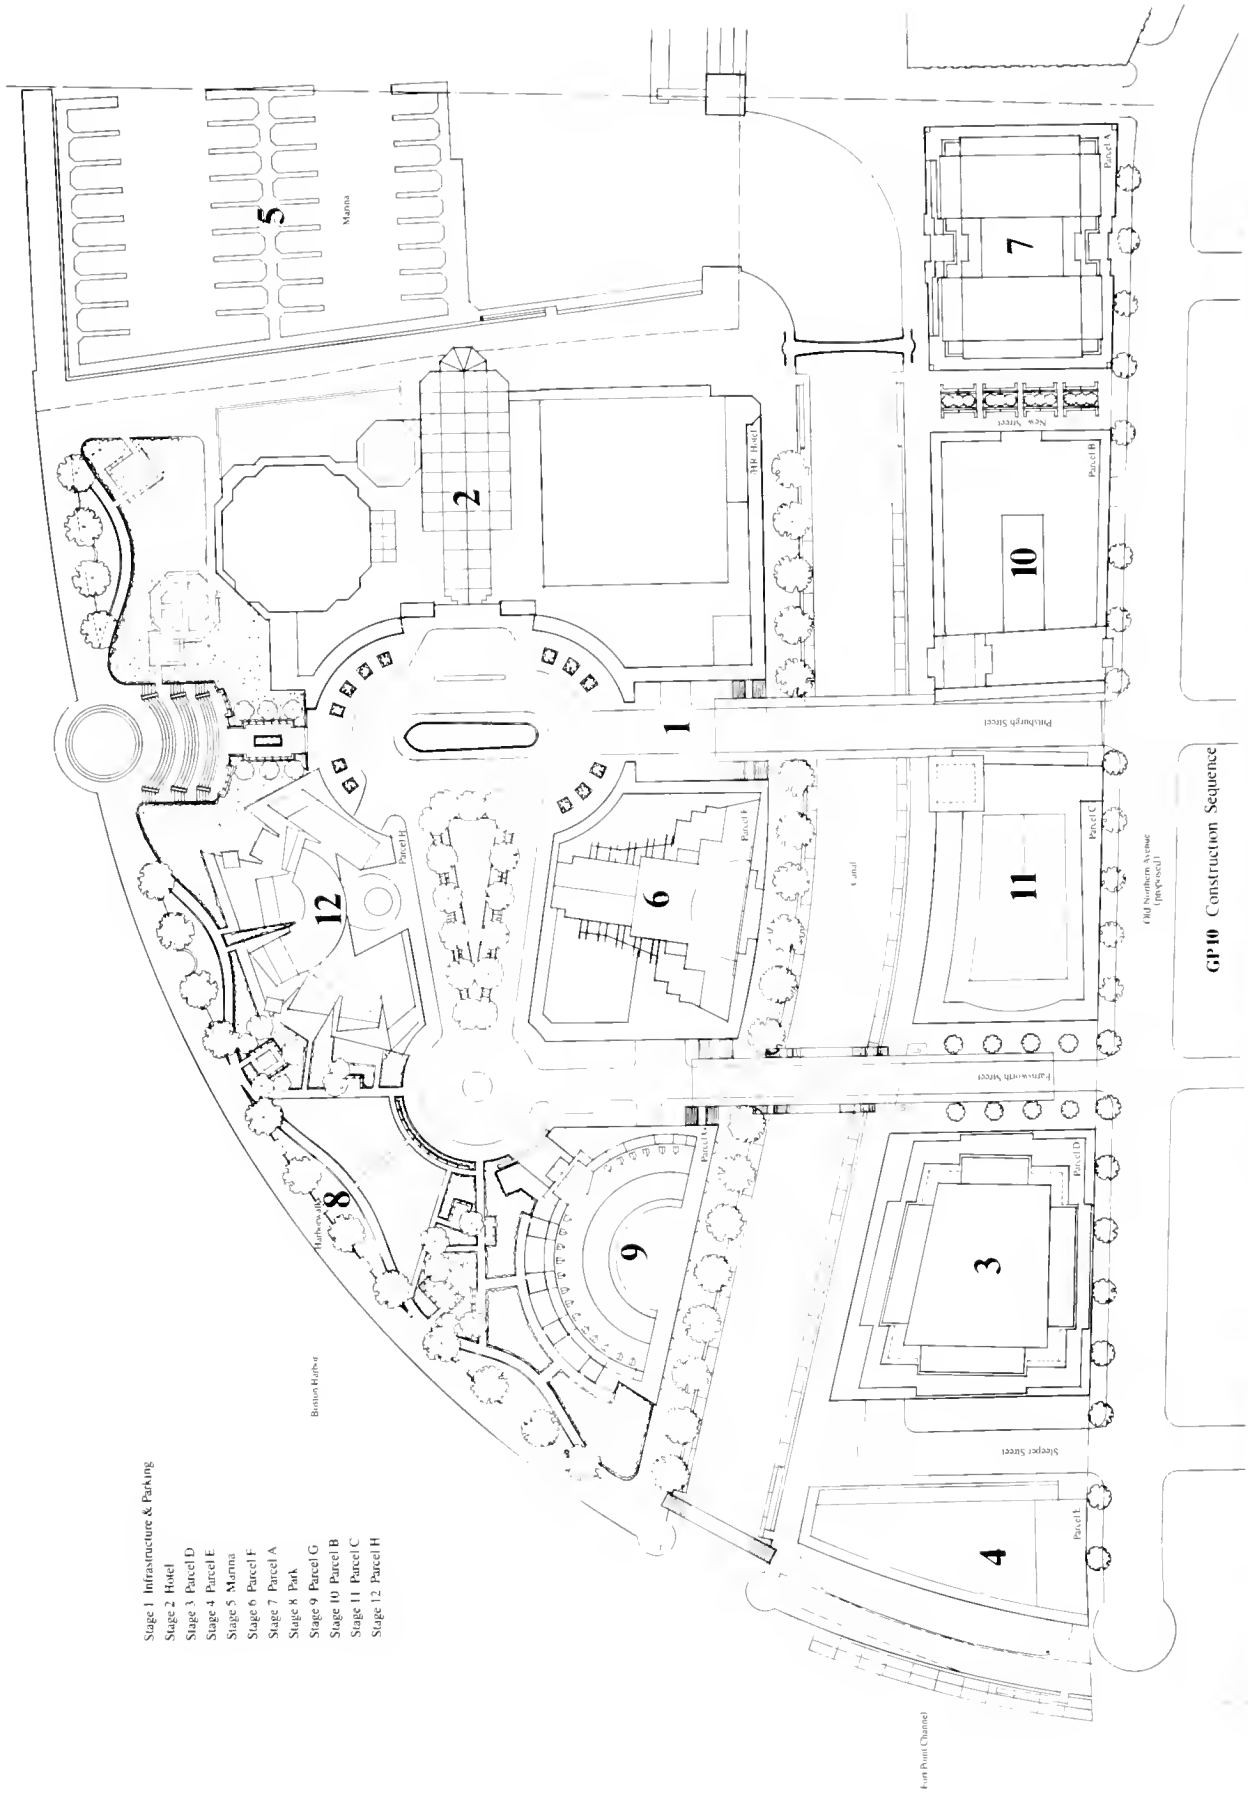 Stage 1 Infrastructure & Parking
Stage 2 Hotel
Stage 3 Parcel D
Stage 4 Parcel E
Stage 5 Marina
Stage 6 Parcel F
Stage 7 Parcel A
Stage 8 Park
Stage 9 Parcel G
Stage 10 Parcel B
Stage 11 Parcel C
Stage 12 Parcel H
Boston Harbor
Harborwalk
8
12
Parcel H
5
Marina
2
Hotel
1
6
Parcel F
9
Parcel G
Canal
7
Parcel A
New Street
10
Parcel B
Pittsburgh Street
11
Parcel C
Farnsworth Street
3
Parcel D
Sleeper Street
4
Parcel E
Fort Point Channel
Old Northern Avenue
(proposed)
GP10 Construction Sequence